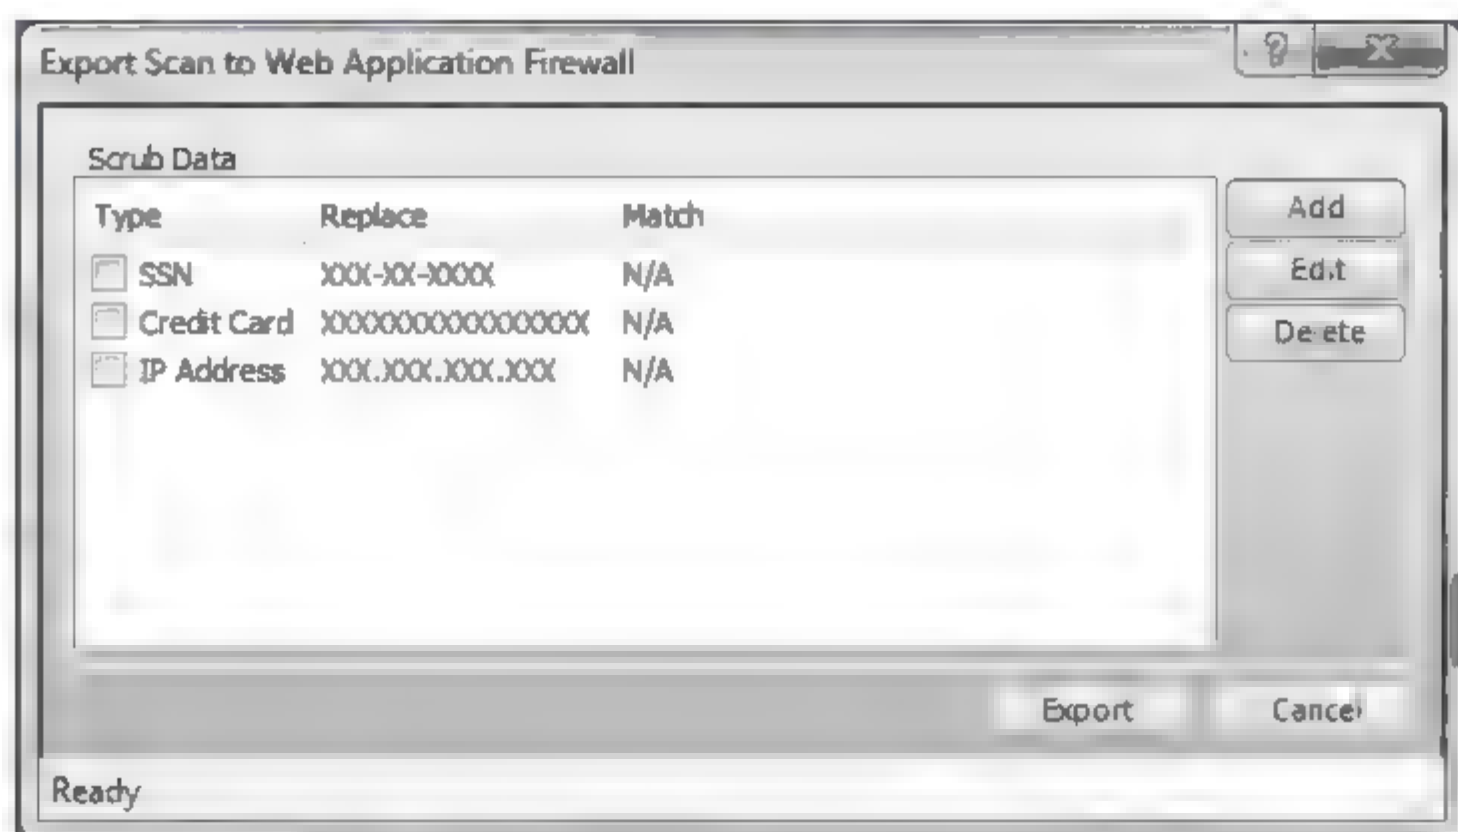 Export Scan to Web Application Firewall
Scrub Data
Type Replace Match
SSN XXX-XX-XXXX N/A
Credit Card XXXXXXXXXXXXXXXX N/A
IP Address XXX.XXX.XXX.XXX N/A
Add
Edit
Delete
Export Cancel
Ready